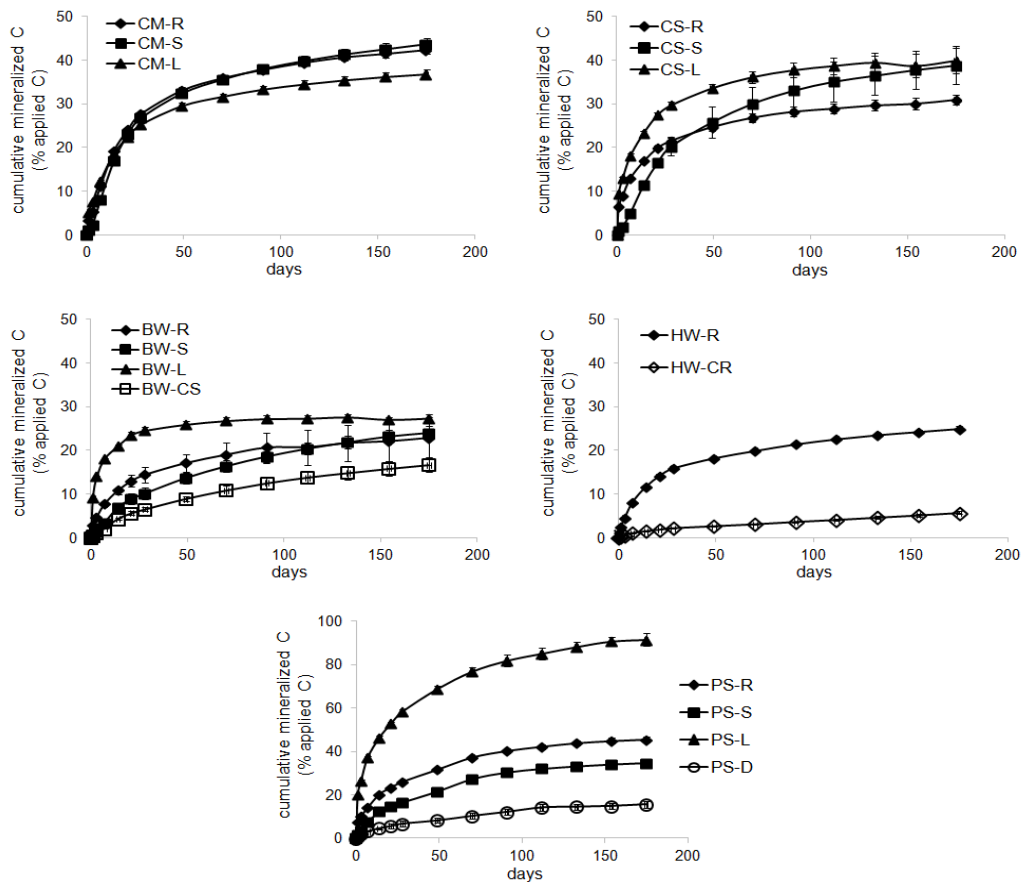 cumulative mineralized C
(% applied C)
50
40
30
20
10
0
CM-R
CM-S
CM-L
0 50 100 150 200
days
cumulative mineralized C
(% applied C)
50
40
30
20
10
0
CS-R
CS-S
CS-L
0 50 100 150 200
days
cumulative mineralized C
(% applied C)
50
40
30
20
10
0
BW-R
BW-S
BW-L
BW-CS
0 50 100 150 200
days
cumulative mineralized C
(% applied C)
50
40
30
20
10
0
HW-R
HW-CR
0 50 100 150 200
days
cumulative mineralized C
(% applied C)
100
80
60
40
20
0
PS-R
PS-S
PS-L
PS-D
0 50 100 150 200
days